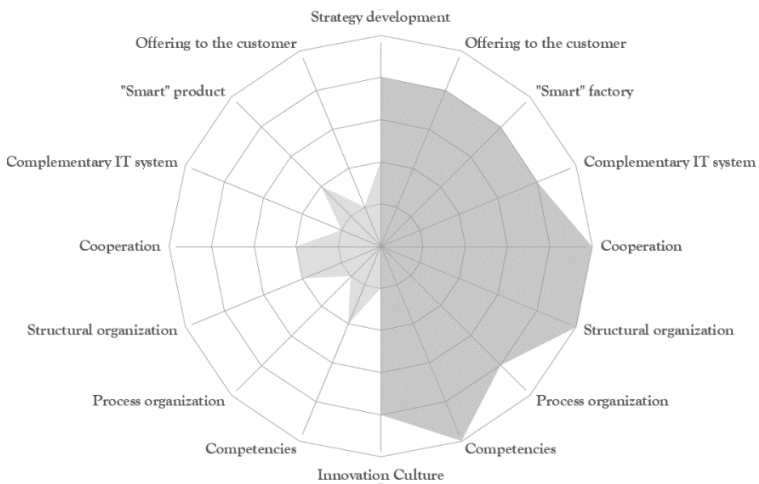 Strategy development
Offering to the customer
Offering to the customer
"Smart" product
"Smart" factory
Complementary IT system
Complementary IT system
Cooperation
Cooperation
Structural organization
Structural organization
Process organization
Process organization
Competencies
Competencies
Innovation Culture